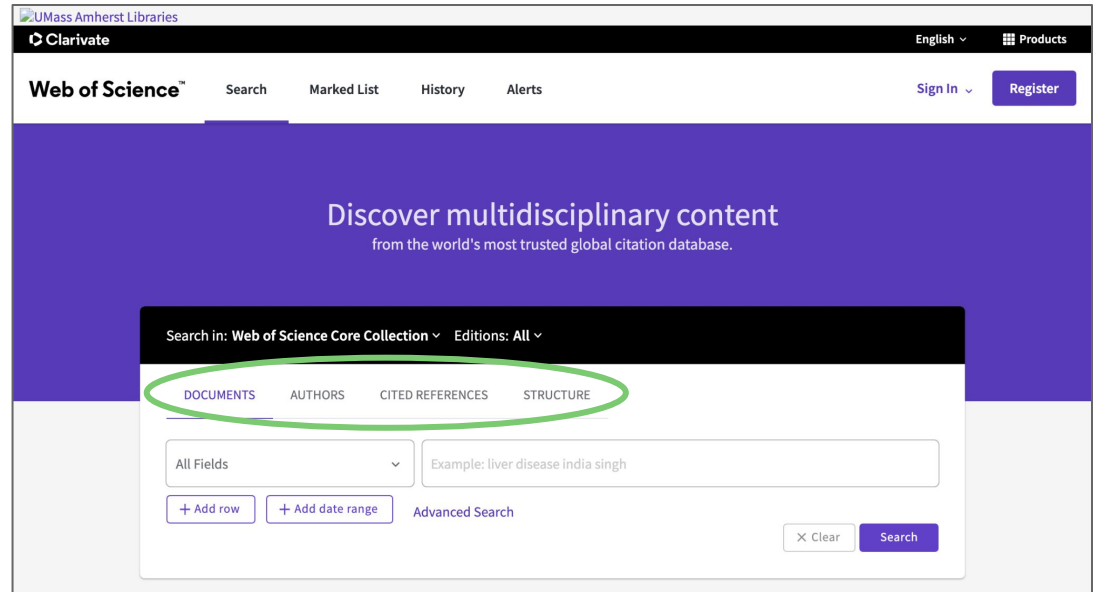 UMass Amherst Libraries
Clarivate English Products
Web of Science™ Search Marked List History Alerts Sign In Register
Discover multidisciplinary content
from the world's most trusted global citation database.
Search in: Web of Science Core Collection Editions: All
DOCUMENTS AUTHORS CITED REFERENCES STRUCTURE
All Fields Example: liver disease india singh
+ Add row + Add date range Advanced Search
× Clear Search